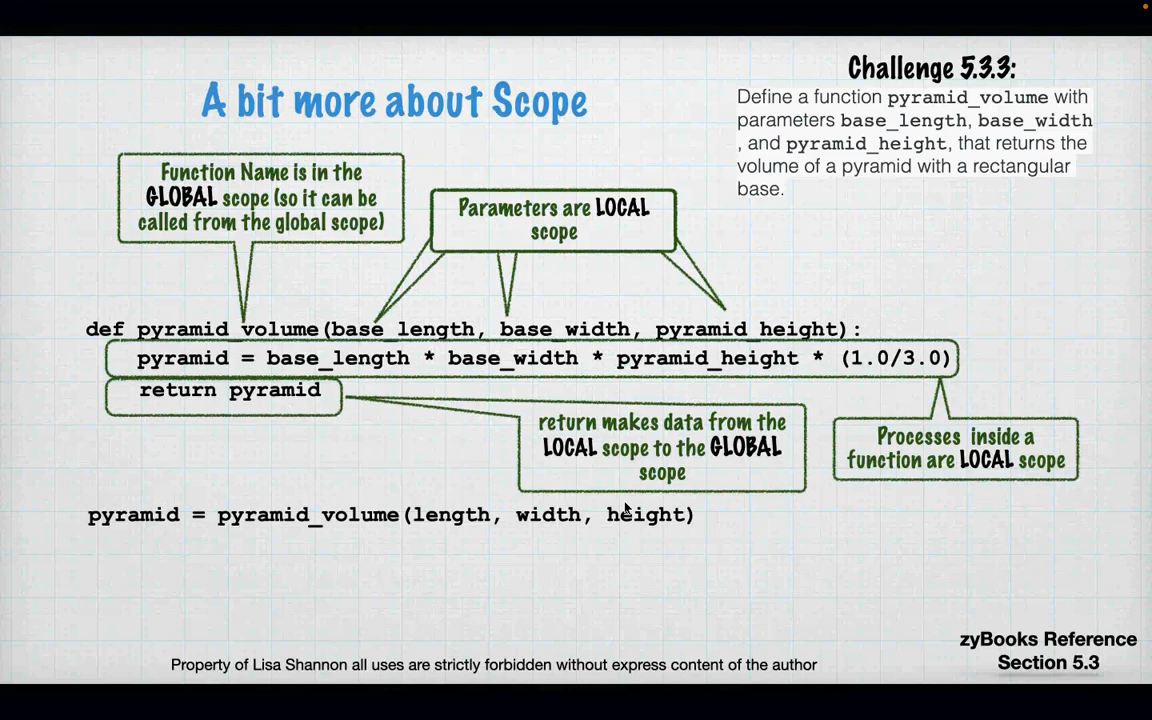 A bit more about Scope
Challenge 5.3.3:
Define a function pyramid_volume with
parameters base_length, base_width
, and pyramid_height, that returns the
volume of a pyramid with a rectangular
base.
Function Name is in the
GLOBAL scope (so it can be
called from the global scope)
Parameters are LOCAL
scope
def pyramid_volume(base_length, base_width, pyramid_height):
pyramid = base_length * base_width * pyramid_height * (1.0/3.0)
return pyramid
return makes data from the
LOCAL scope to the GLOBAL
scope
Processes inside a
function are LOCAL scope
pyramid = pyramid_volume(length, width, height)
zyBooks Reference
Section 5.3
Property of Lisa Shannon all uses are strictly forbidden without express content of the author